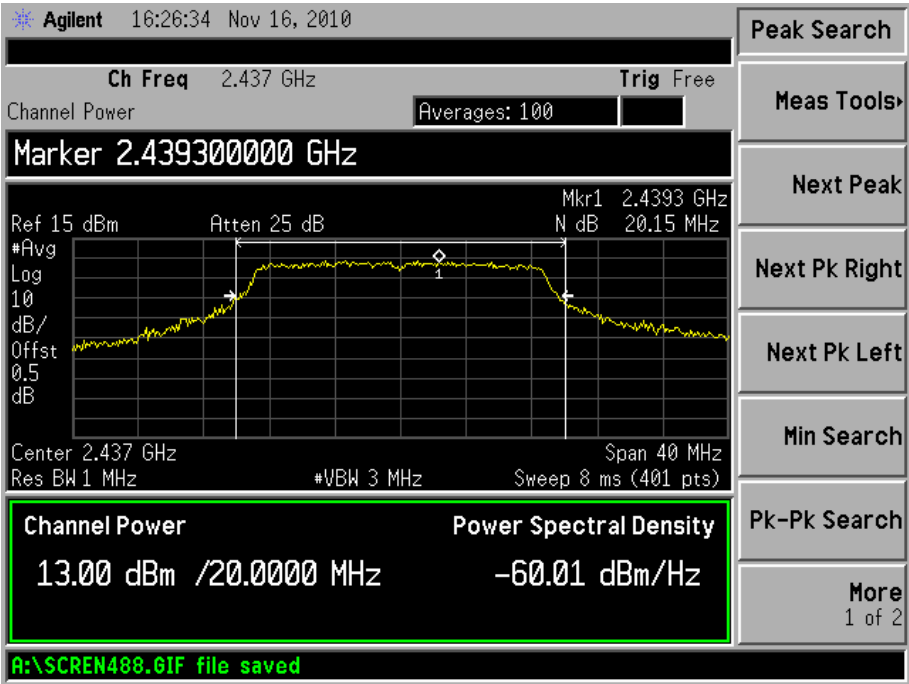 Agilent 16:26:34 Nov 16, 2010
Peak Search
Ch Freq 2.437 GHz Trig Free
Channel Power Averages: 100
Meas Tools
Marker 2.439300000 GHz
Mkr1 2.4393 GHz
Ref 15 dBm Atten 25 dB N dB 20.15 MHz
#Avg
Log
10
dB/
Offst
0.5
dB
1
Center 2.437 GHz Span 40 MHz
Res BW 1 MHz #VBW 3 MHz Sweep 8 ms (401 pts)
Channel Power Power Spectral Density
13.00 dBm /20.0000 MHz -60.01 dBm/Hz
Next Peak
Next Pk Right
Next Pk Left
Min Search
Pk-Pk Search
More
1 of 2
A:\SCREN488.GIF file saved